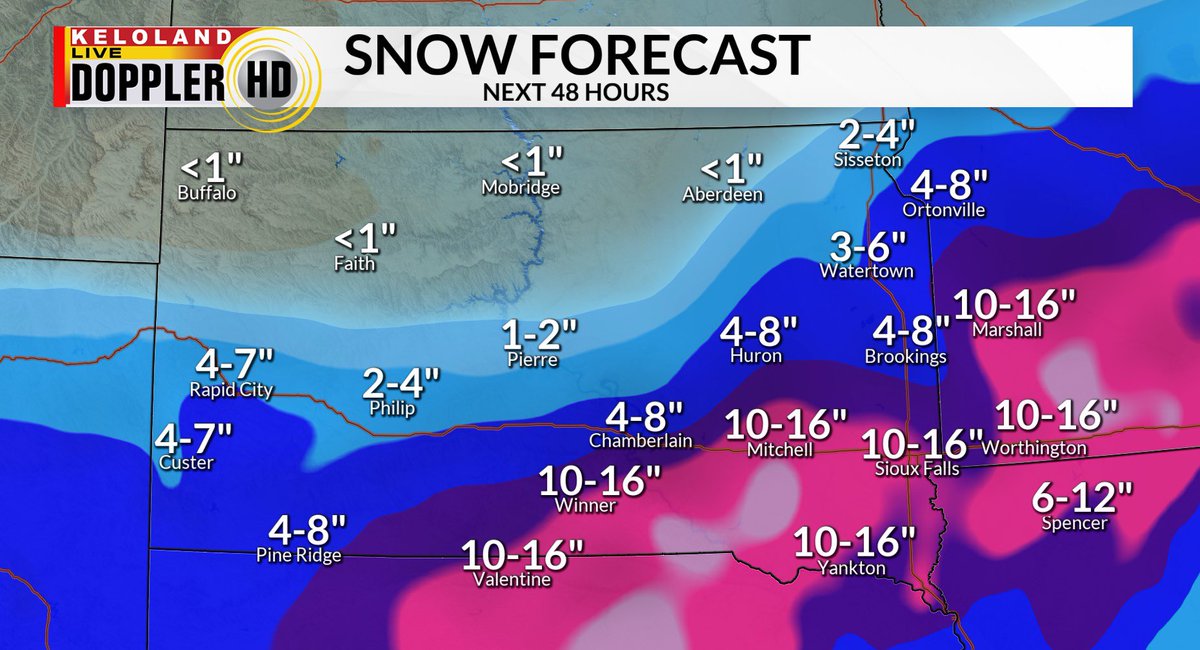 KELOLAND
LIVE
DOPPLER HD
SNOW FORECAST
NEXT 48 HOURS
2-4"
Sisseton
<1"
Buffalo
<1"
Mobridge
<1"
Aberdeen
4-8"
Ortonville
<1"
Faith
3-6"
Watertown
10-16"
Marshall
1-2"
Pierre
4-8"
Huron
4-8"
Brookings
4-7"
Rapid City
2-4"
Philip
4-7"
Custer
4-8"
Chamberlain
10-16"
Mitchell
10-16"
Sioux Falls
10-16"
Worthington
10-16"
Winner
6-12"
Spencer
4-8"
Pine Ridge
10-16"
Valentine
10-16"
Yankton